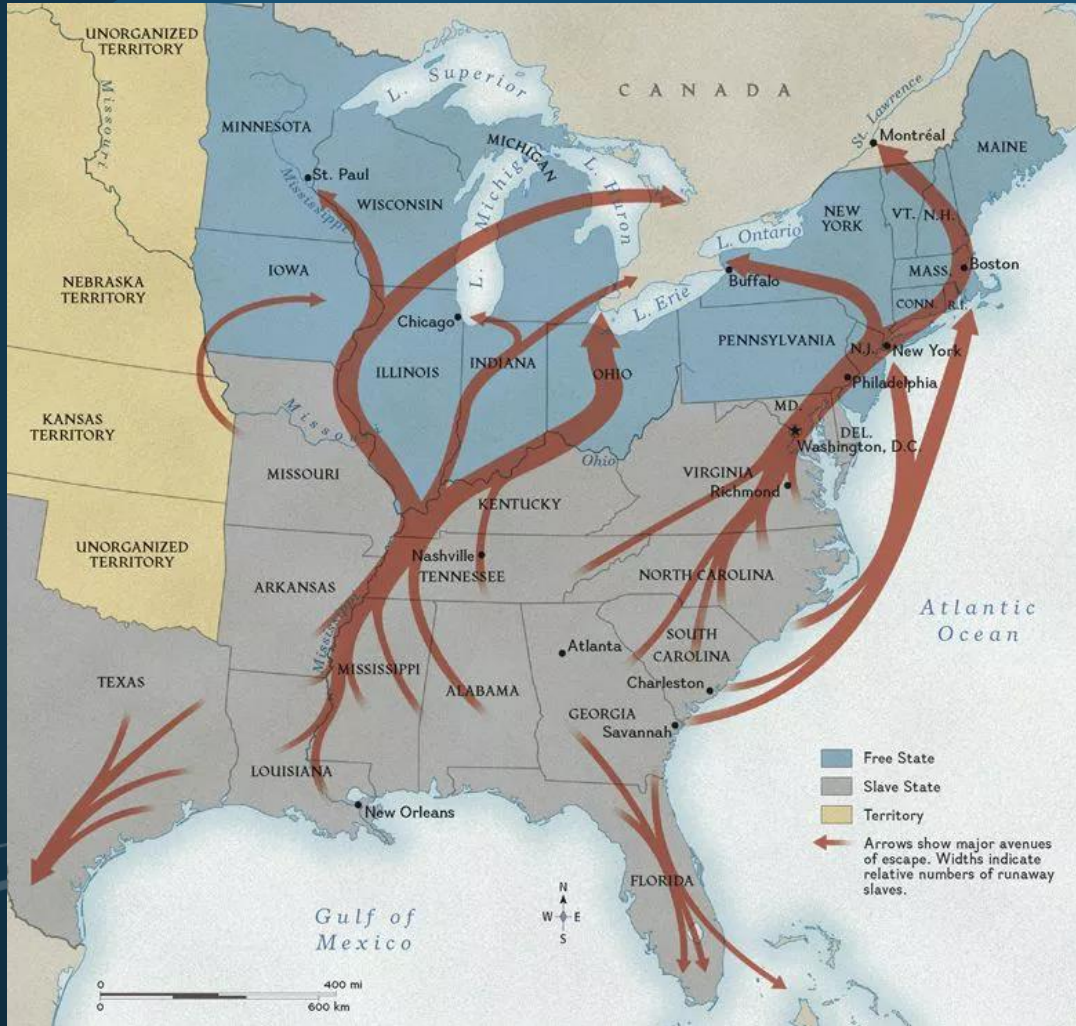 UNORGANIZED
TERRITORY
Missouri
L. Superior
CANADA
St. Lawrence
Montréal
MINNESOTA
St. Paul
Mississippi
WISCONSIN
MICHIGAN
L. Michigan
L. Huron
MAINE
NEW
YORK
VT.
N.H.
L. Ontario
Buffalo
MASS.
Boston
CONN.
R.I.
NEBRASKA
TERRITORY
IOWA
Chicago
L. Erie
PENNSYLVANIA
N.J.
New York
ILLINOIS
INDIANA
OHIO
Philadelphia
KANSAS
TERRITORY
Missouri
MD.
DEL.
Washington, D.C.
MISSOURI
Ohio
VIRGINIA
Richmond
KENTUCKY
UNORGANIZED
TERRITORY
Nashville
TENNESSEE
ARKANSAS
NORTH CAROLINA
Mississippi
Atlantic
Ocean
Atlanta
SOUTH
CAROLINA
MISSISSIPPI
ALABAMA
Charleston
TEXAS
GEORGIA
Savannah
LOUISIANA
New Orleans
Free State
Slave State
Territory
Arrows show major avenues
of escape. Widths indicate
relative numbers of runaway
slaves.
FLORIDA
N
W
E
S
Gulf of
Mexico
0
400 mi
0
600 km